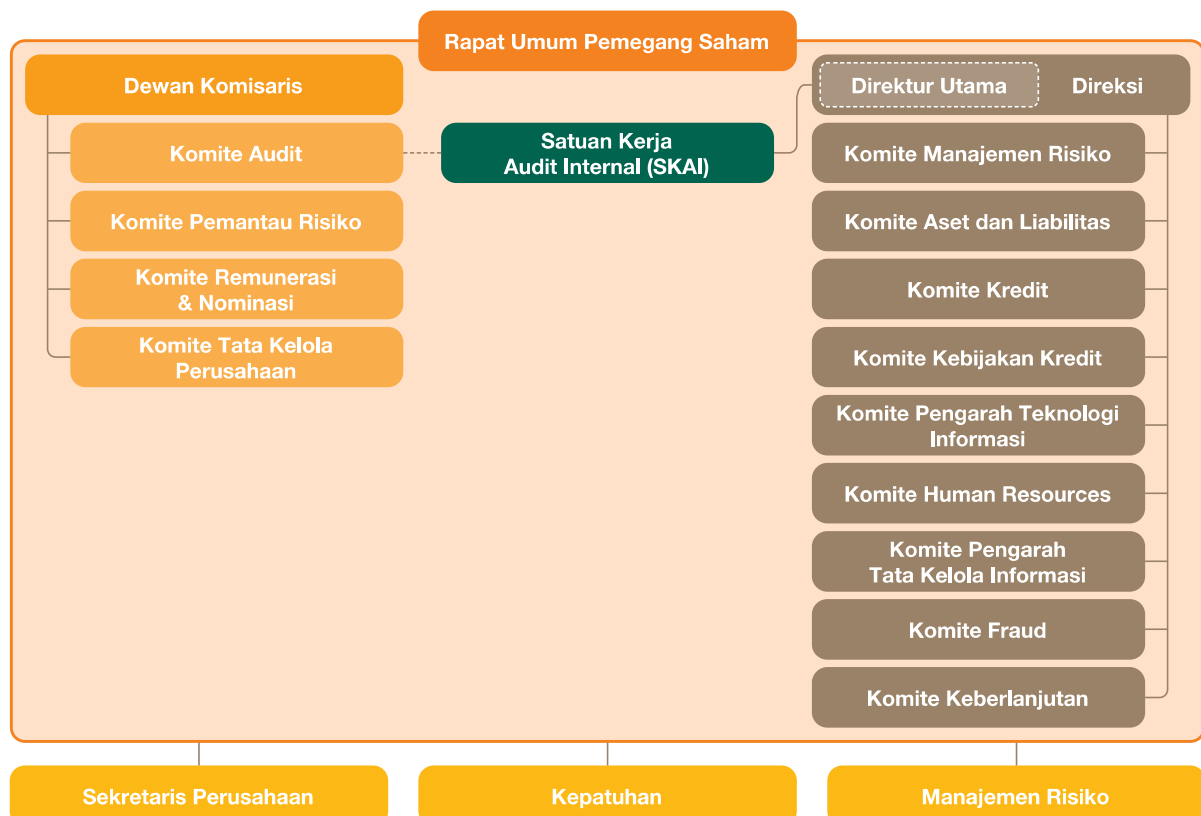 Rapat Umum Pemegang Saham
Dewan Komisaris
Komite Audit
Komite Pemantau Risiko
Komite Remunerasi
& Nominasi
Komite Tata Kelola
Perusahaan
Satuan Kerja
Audit Internal (SKAI)
Direktur Utama
Direksi
Komite Manajemen Risiko
Komite Aset dan Liabilitas
Komite Kredit
Komite Kebijakan Kredit
Komite Pengarah Teknologi
Informasi
Komite Human Resources
Komite Pengarah
Tata Kelola Informasi
Komite Fraud
Komite Keberlanjutan
Sekretaris Perusahaan
Kepatuhan
Manajemen Risiko